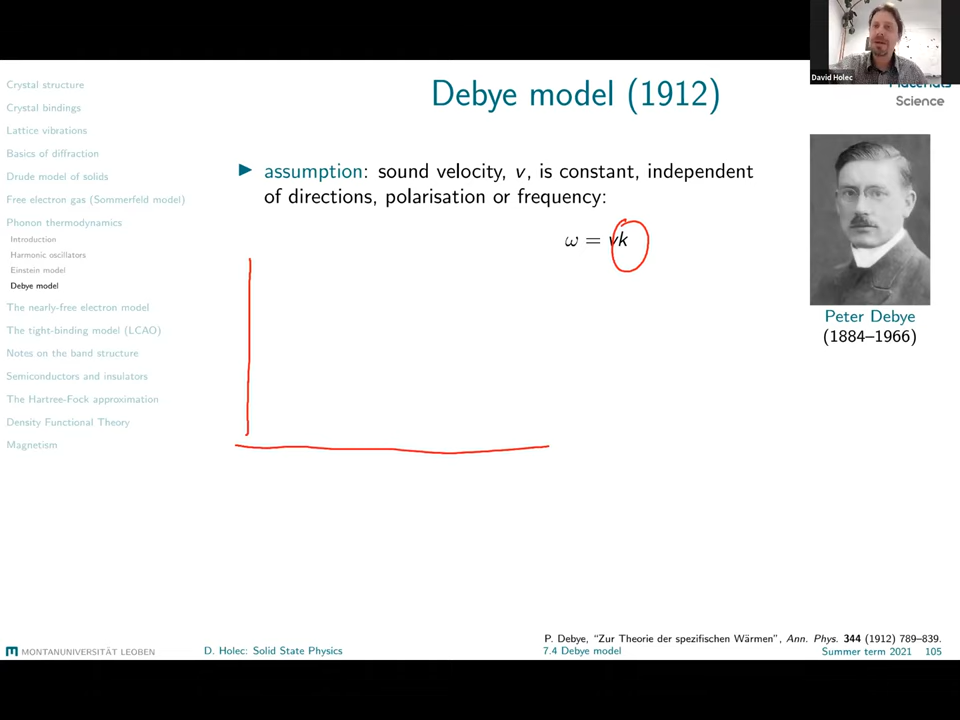 David Holec
Materials
Science
Debye model (1912)
Crystal structure
Crystal bindings
Lattice vibrations
Basics of diffraction
Drude model of solids
Free electron gas (Sommerfeld model)
Phonon thermodynamics
Introduction
Harmonic oscillators
Einstein model
Debye model
The nearly-free electron model
The tight-binding model (LCAO)
Notes on the band structure
Semiconductors and insulators
The Hartree-Fock approximation
Density Functional Theory
Magnetism
► assumption: sound velocity, v, is constant, independent
of directions, polarisation or frequency:
ω = vk
Peter Debye
(1884–1966)
P. Debye, “Zur Theorie der spezifischen Wärmen”, Ann. Phys. 344 (1912) 789–839.
MONTANUNIVERSITÄT LEOBEN
D. Holec: Solid State Physics
7.4 Debye model
Summer term 2021 105